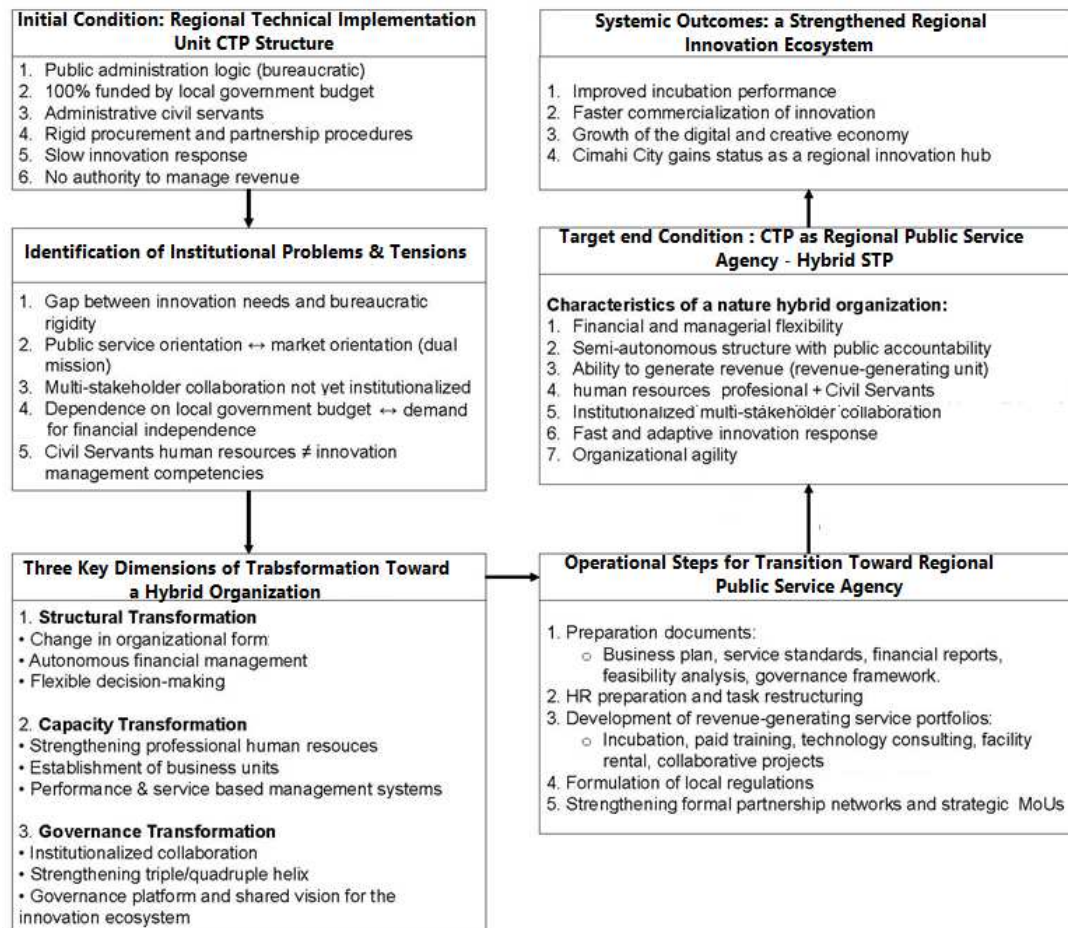 Initial Condition: Regional Technical Implementation
Unit CTP Structure
1. Public administration logic (bureaucratic)
2. 100% funded by local government budget
3. Administrative civil servants
4. Rigid procurement and partnership procedures
5. Slow innovation response
6. No authority to manage revenue
Identification of Institutional Problems & Tensions
1. Gap between innovation needs and bureaucratic
rigidity
2. Public service orientation ↔ market orientation (dual
mission)
3. Multi-stakeholder collaboration not yet institutionalized
4. Dependence on local government budget ↔ demand
for financial independence
5. Civil Servants human resources ≠ innovation
management competencies
Three Key Dimensions of Trabsformation Toward
a Hybrid Organization
1. Structural Transformation
• Change in organizational form
• Autonomous financial management
• Flexible decision-making
2. Capacity Transformation
• Strengthening professional human resouces
• Establishment of business units
• Performance & service based management systems
3. Governance Transformation
• Institutionalized collaboration
• Strengthening triple/quadruple helix
• Governance platform and shared vision for the
innovation ecosystem
Operational Steps for Transition Toward Regional
Public Service Agency
1. Preparation documents:
o Business plan, service standards, financial reports,
feasibility analysis, governance framework.
2. HR preparation and task restructuring
3. Development of revenue-generating service portfolios:
o Incubation, paid training, technology consulting, facility
rental, collaborative projects
4. Formulation of local regulations
5. Strengthening formal partnership networks and strategic MoUs
Target end Condition : CTP as Regional Public Service
Agency - Hybrid STP
Characteristics of a nature hybrid organization:
1. Financial and managerial flexibility
2. Semi-autonomous structure with public accountability
3. Ability to generate revenue (revenue-generating unit)
4. human resources profesional + Civil Servants
5. Institutionalized multi-stakeholder collaboration
6. Fast and adaptive innovation response
7. Organizational agility
Systemic Outcomes: a Strengthened Regional
Innovation Ecosystem
1. Improved incubation performance
2. Faster commercialization of innovation
3. Growth of the digital and creative economy
4. Cimahi City gains status as a regional innovation hub